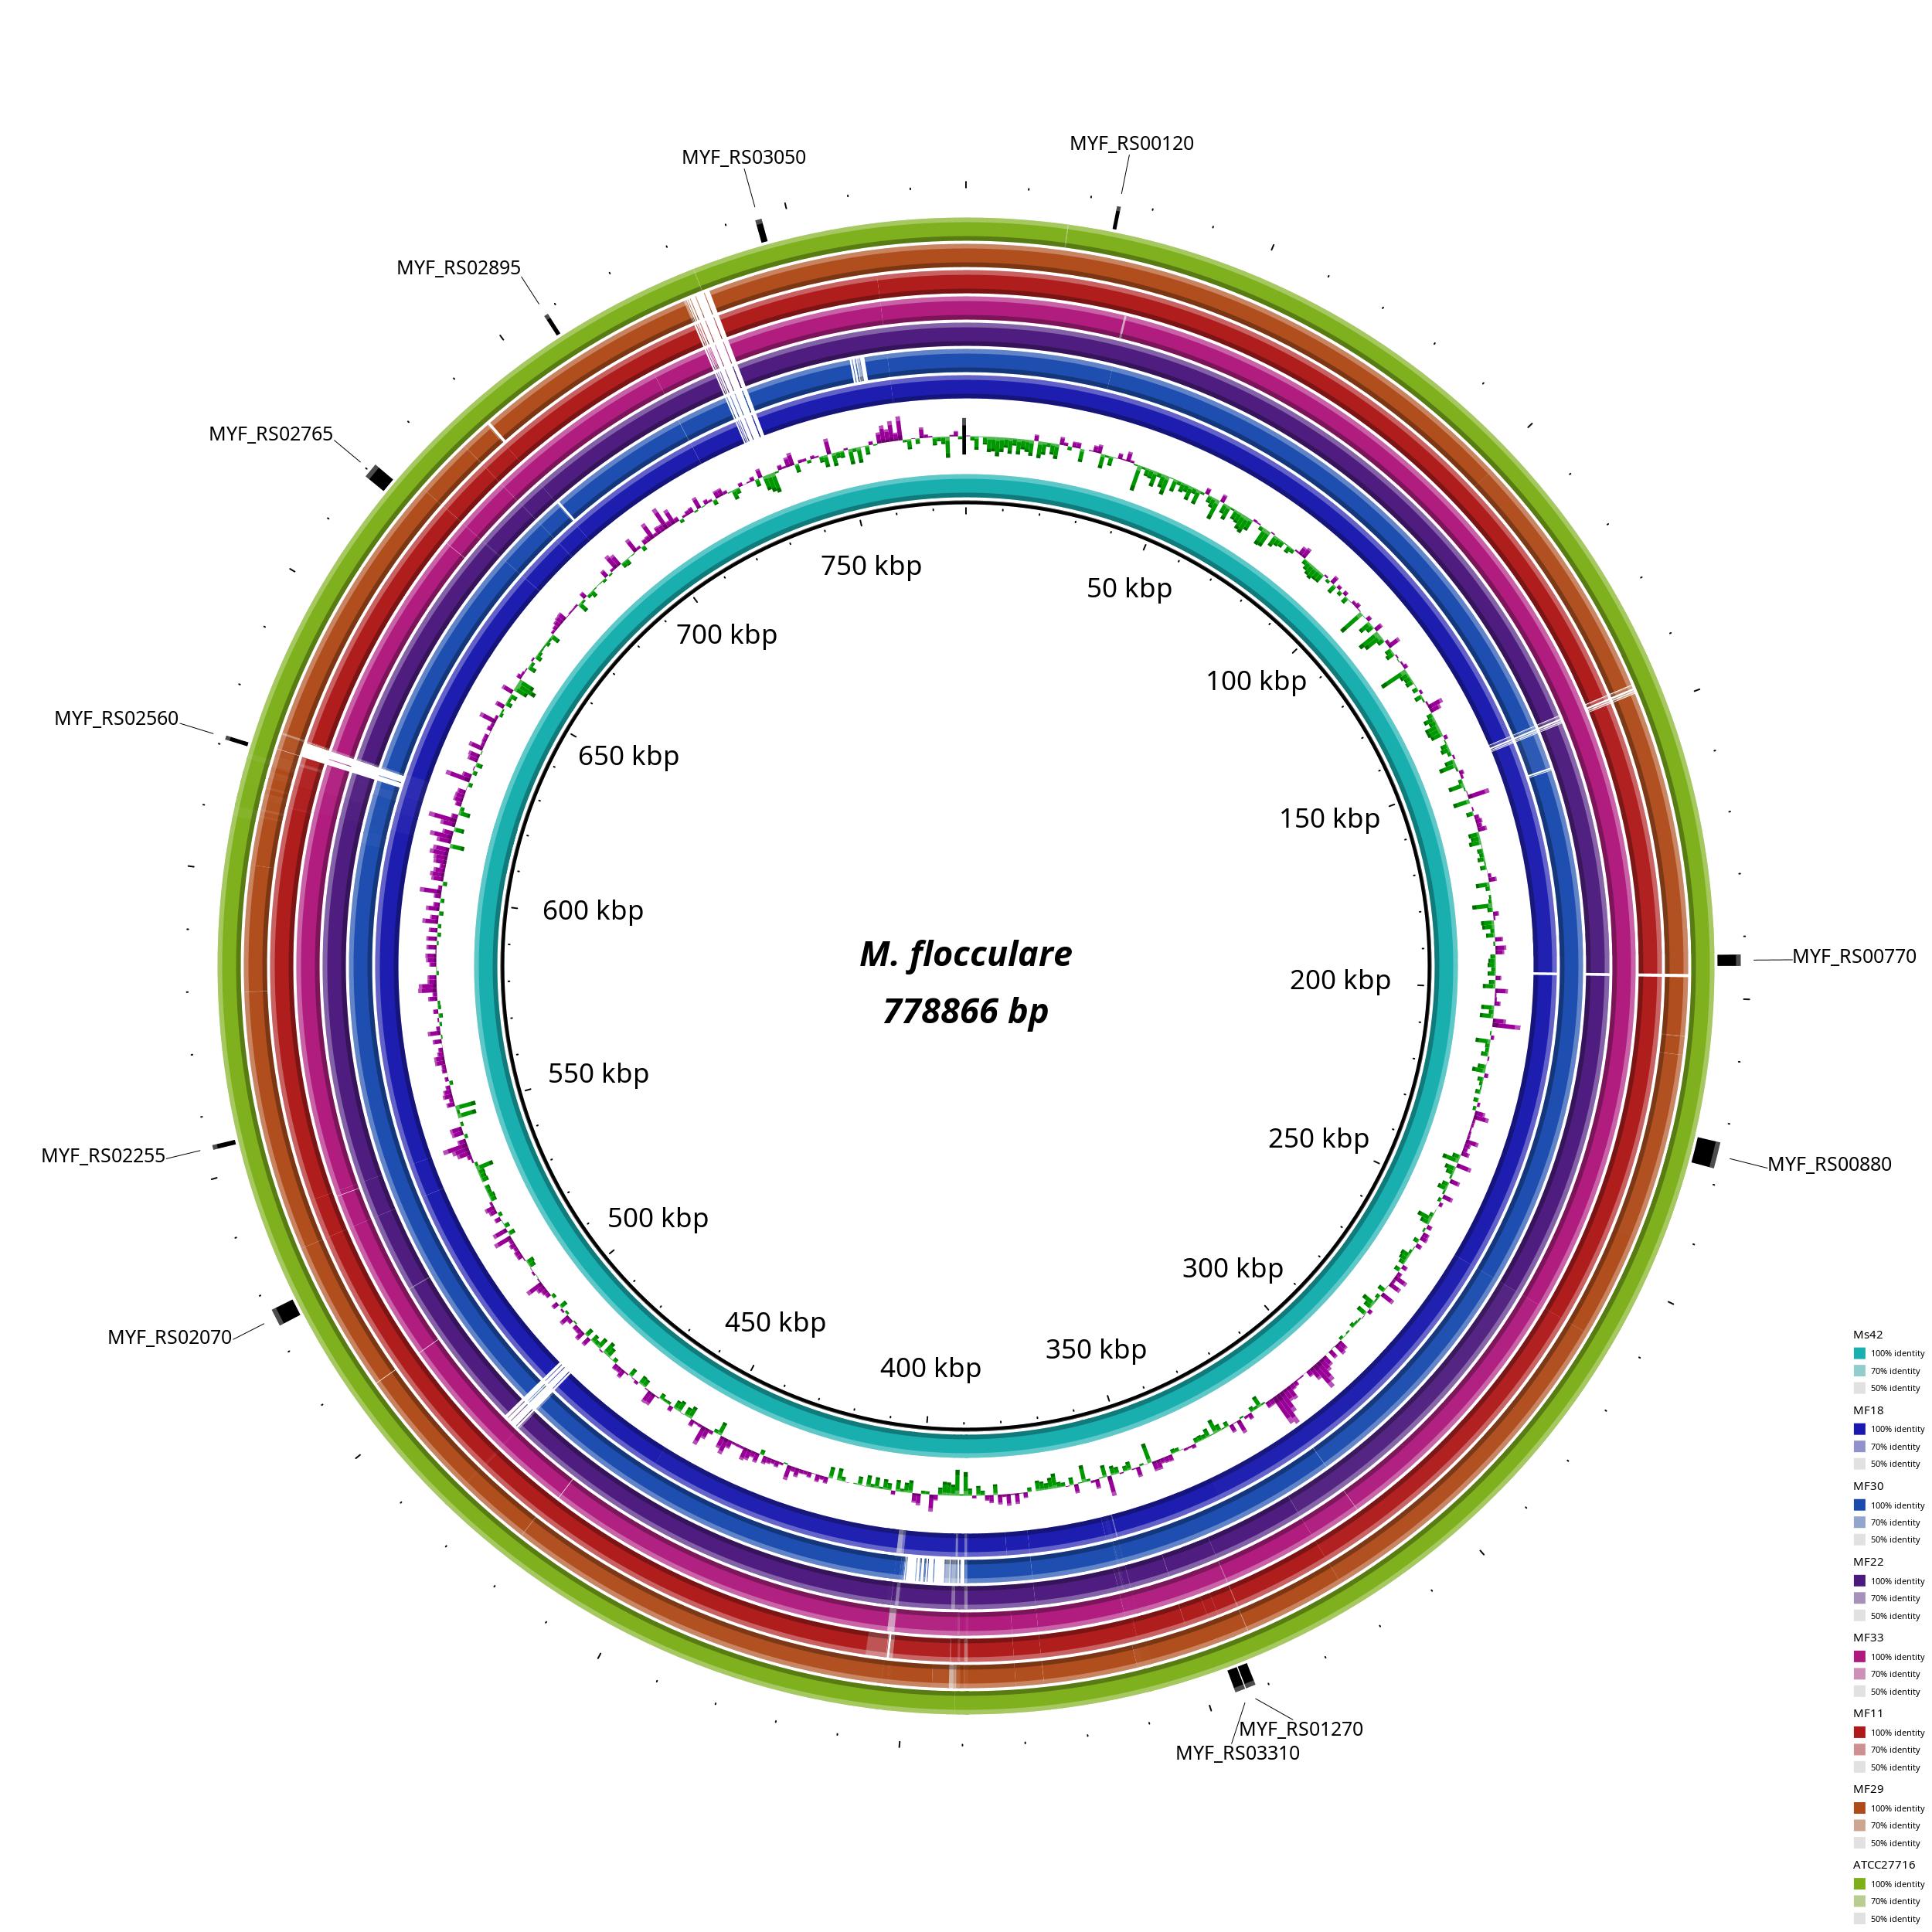 MYF_RS00120
MYF_RS03050
MYF_RS02895
MYF_RS02765
MYF_RS02560
MYF_RS02255
MYF_RS02070
MYF_RS00770
MYF_RS00880
MYF_RS01270
MYF_RS03310
750 kbp
50 kbp
700 kbp
100 kbp
650 kbp
150 kbp
600 kbp
200 kbp
550 kbp
250 kbp
500 kbp
300 kbp
450 kbp
350 kbp
400 kbp
M. flocculare
778866 bp
Ms42
100% identity
70% identity
50% identity
MF18
100% identity
70% identity
50% identity
MF30
100% identity
70% identity
50% identity
MF22
100% identity
70% identity
50% identity
MF33
100% identity
70% identity
50% identity
MF11
100% identity
70% identity
50% identity
MF29
100% identity
70% identity
50% identity
ATCC27716
100% identity
70% identity
50% identity